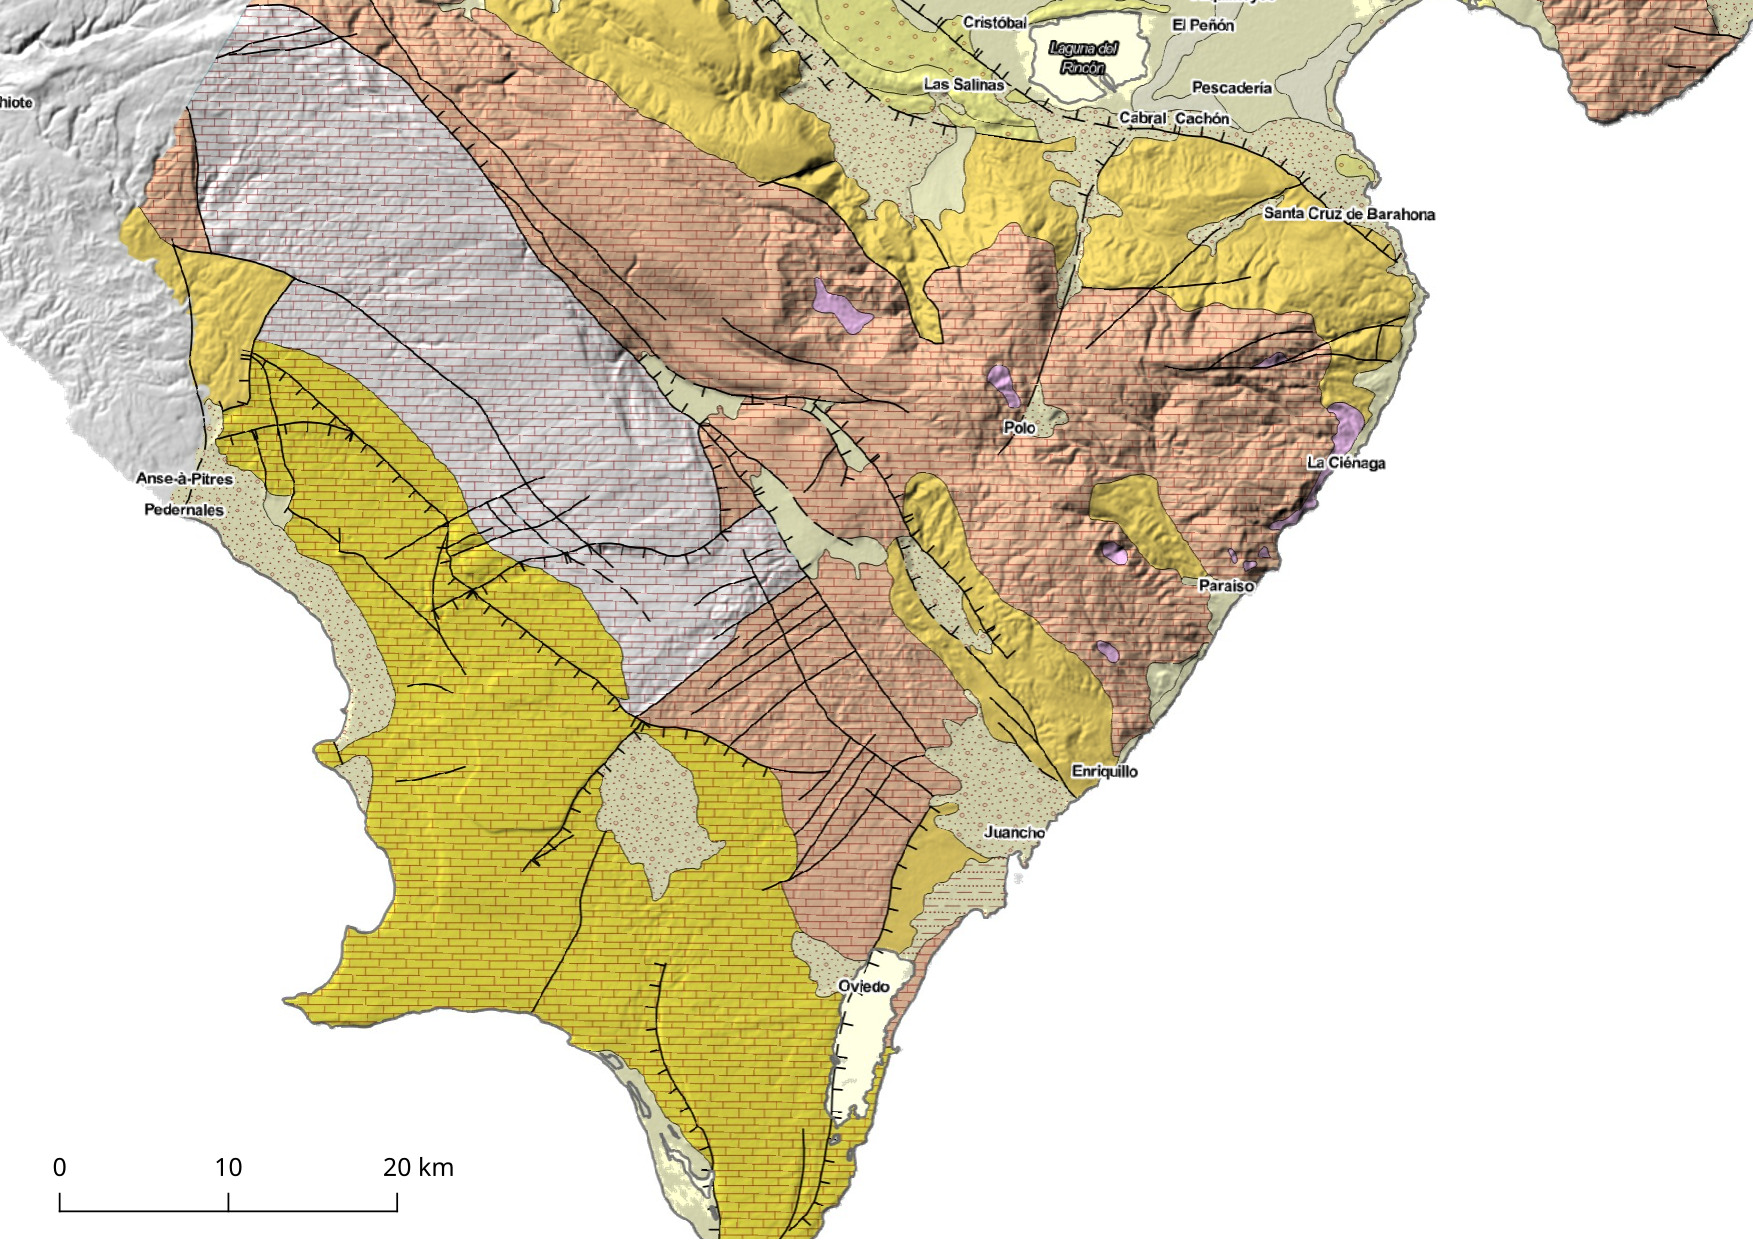 Cristóbal
El Peñón
Laguna del
Rincón
Las Salinas
Pescadería
hiote
Cabral Cachón
Santa Cruz de Barahona
Polo
La Ciénaga
Anse-à-Pitres
Pedernales
Paraiso
Enriquillo
Juancho
Oviedo
0 10 20 km